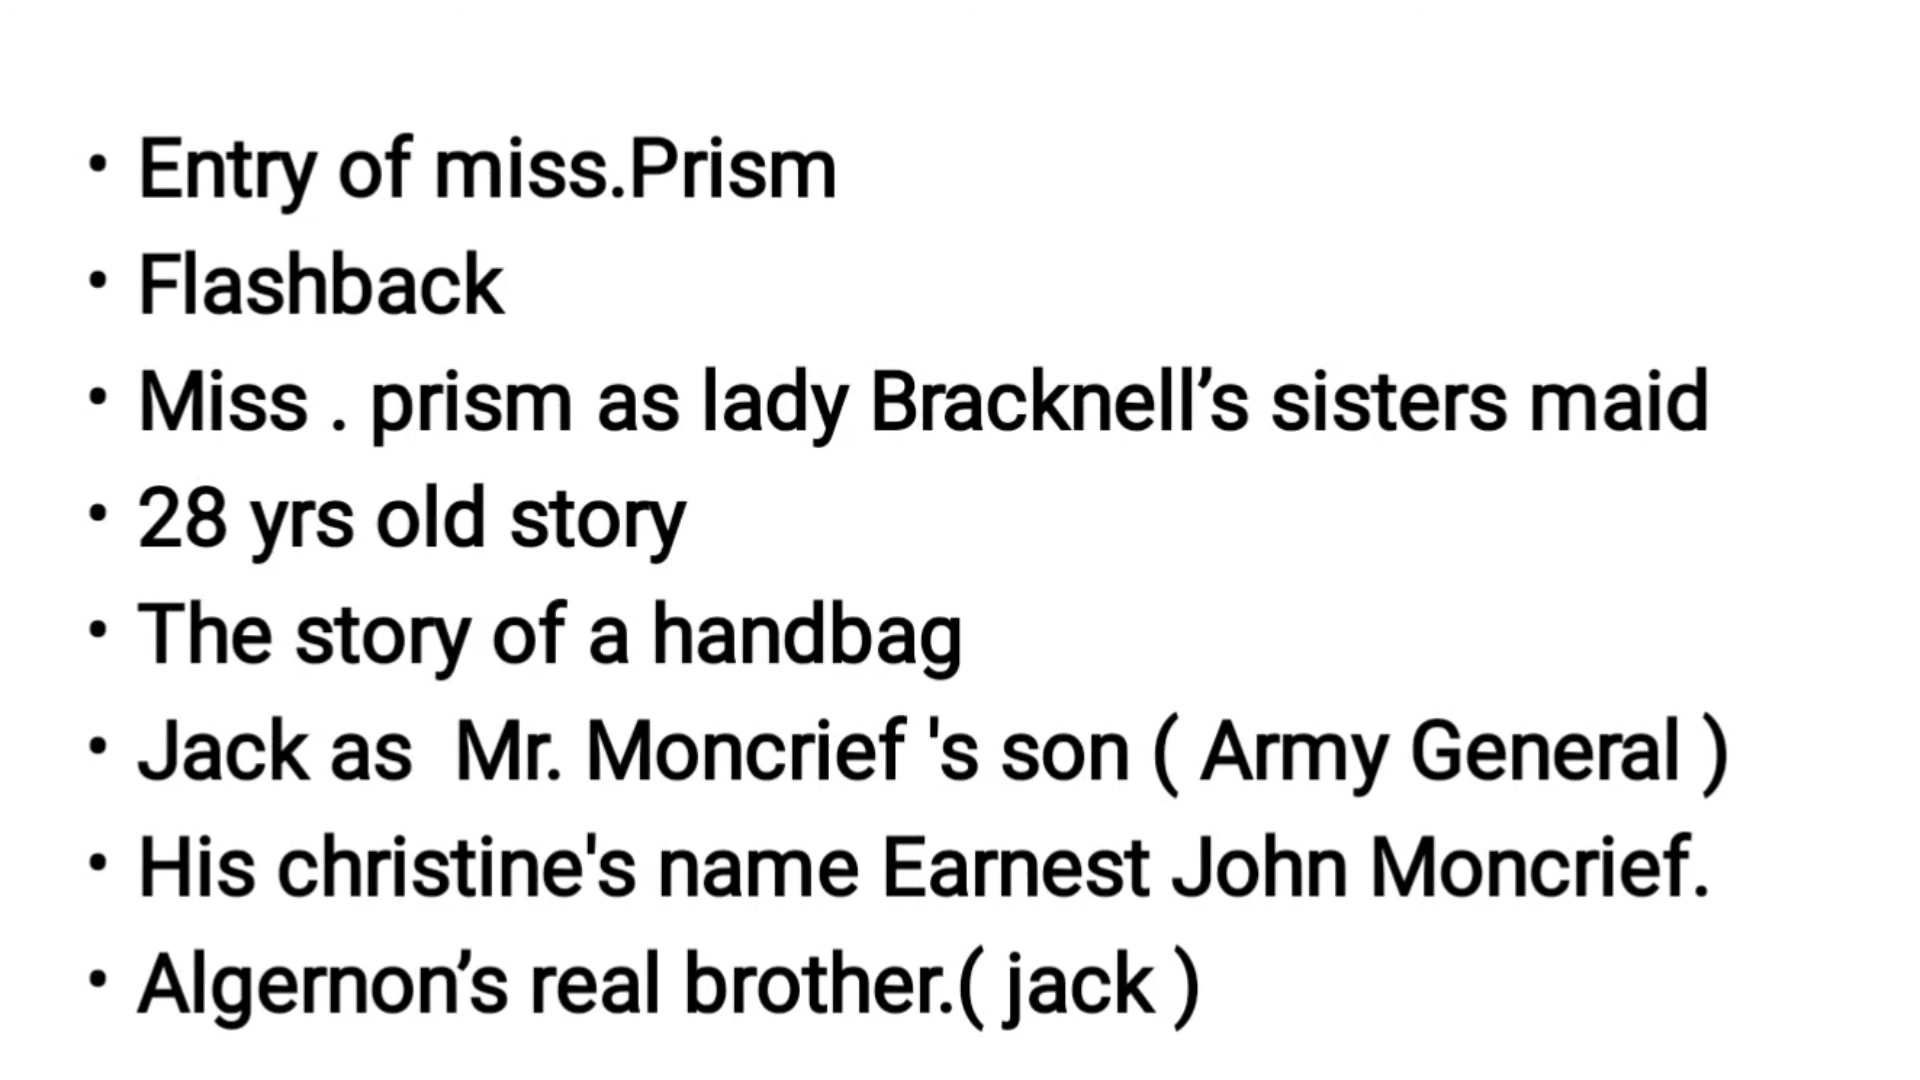 • Entry of miss.Prism
• Flashback
• Miss . prism as lady Bracknell’s sisters maid
• 28 yrs old story
• The story of a handbag
• Jack as  Mr. Moncrief 's son ( Army General )
• His christine's name Earnest John Moncrief.
• Algernon’s real brother.( jack )